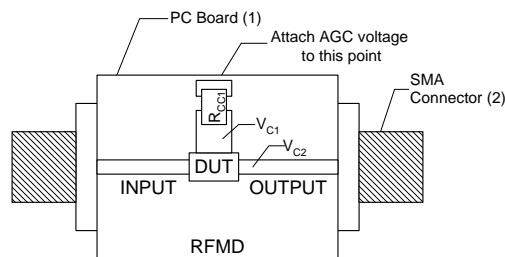 PC Board (1)
Attach AGC voltage
to this point
SMA
Connector (2)
RCC1
VC1
VC2
DUT
INPUT
OUTPUT
RFMD